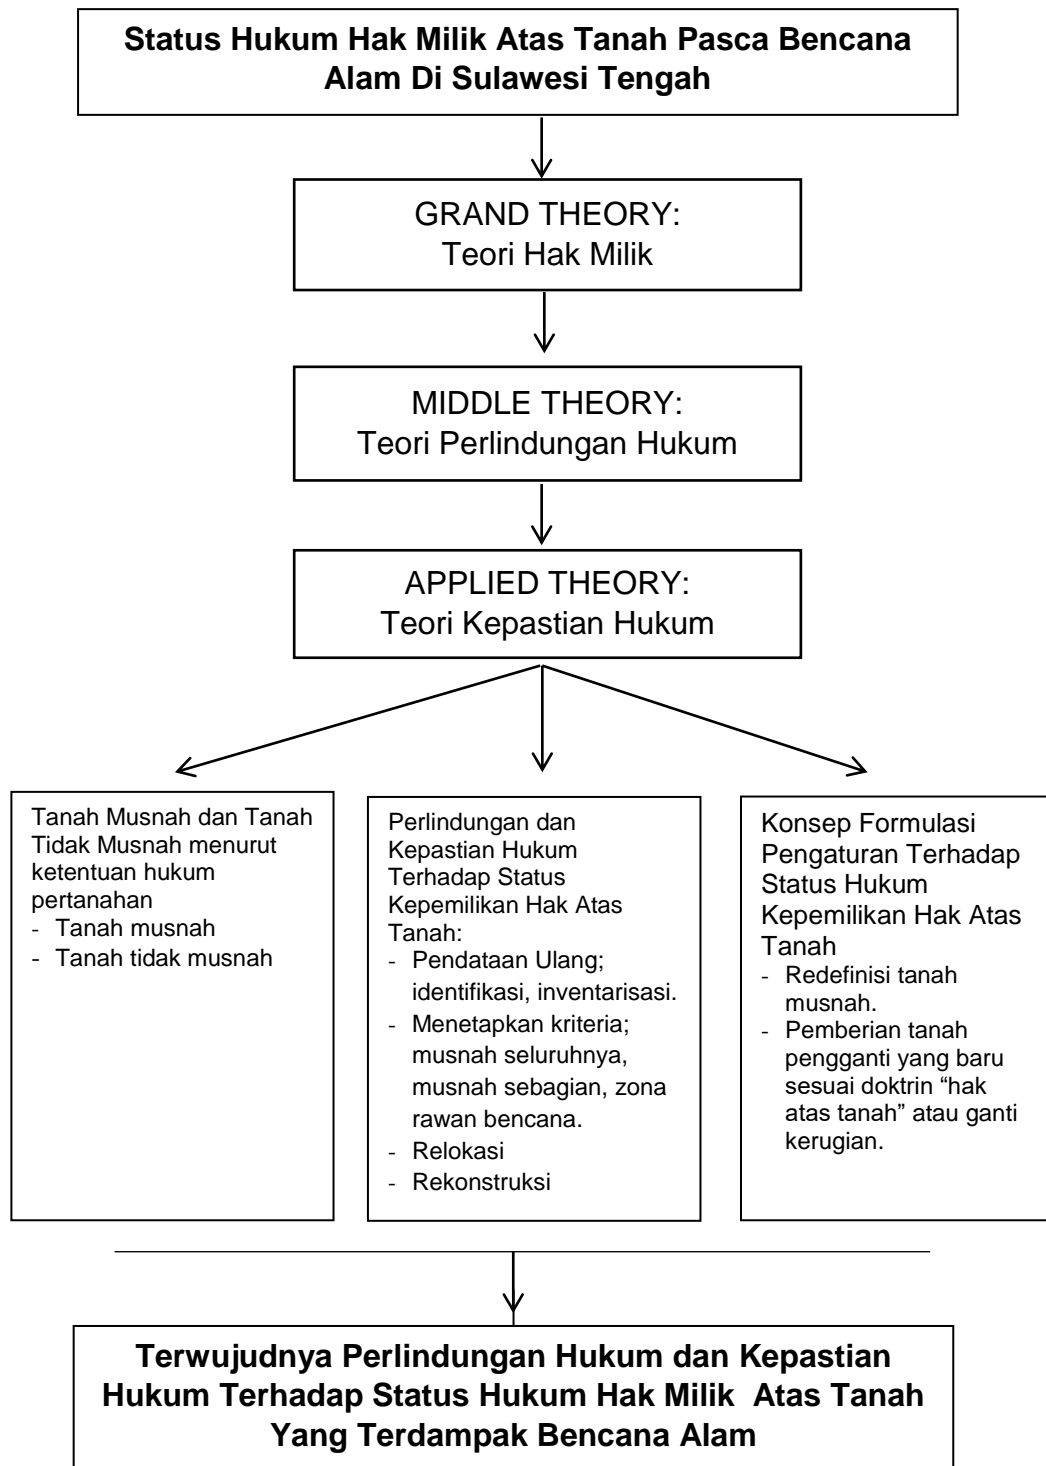 Status Hukum Hak Milik Atas Tanah Pasca Bencana
Alam Di Sulawesi Tengah
GRAND THEORY:
Teori Hak Milik
MIDDLE THEORY:
Teori Perlindungan Hukum
APPLIED THEORY:
Teori Kepastian Hukum
Tanah Musnah dan Tanah
Tidak Musnah menurut
ketentuan hukum
pertanahan
- Tanah musnah
- Tanah tidak musnah
Perlindungan dan
Kepastian Hukum
Terhadap Status
Kepemilikan Hak Atas
Tanah:
- Pendataan Ulang;
identifikasi, inventarisasi.
- Menetapkan kriteria;
musnah seluruhnya,
musnah sebagian, zona
rawan bencana.
- Relokasi
- Rekonstruksi
Konsep Formulasi
Pengaturan Terhadap
Status Hukum
Kepemilikan Hak Atas
Tanah
- Redefinisi tanah
musnah.
- Pemberian tanah
pengganti yang baru
sesuai doktrin “hak
atas tanah” atau ganti
kerugian.
Terwujudnya Perlindungan Hukum dan Kepastian
Hukum Terhadap Status Hukum Hak Milik Atas Tanah
Yang Terdampak Bencana Alam